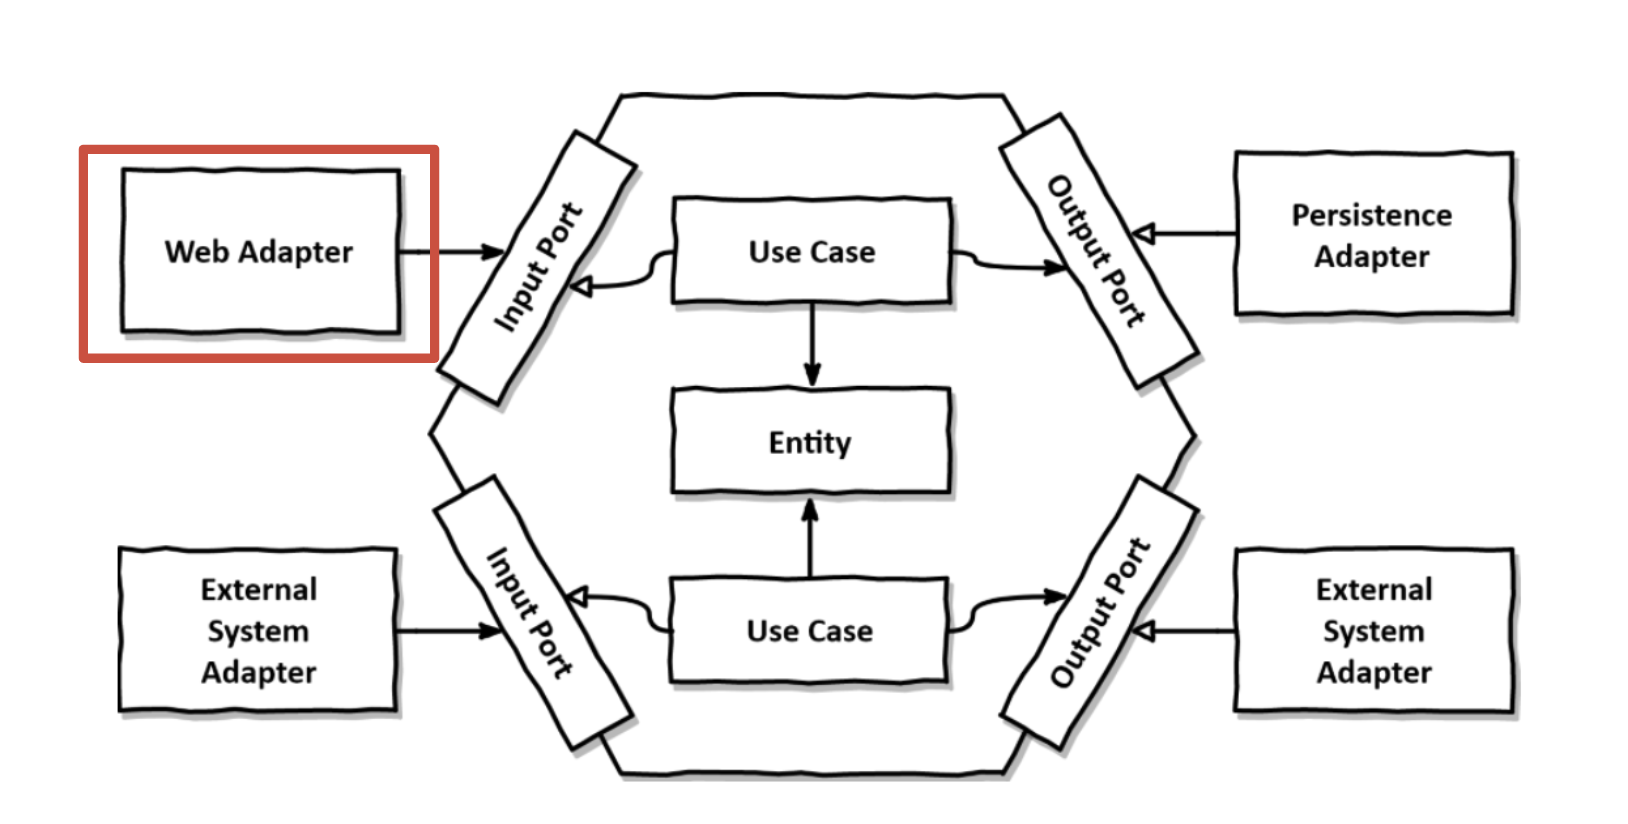 Web Adapter
Input Port
Use Case
Output Port
Persistence
Adapter
Entity
External
System
Adapter
Input Port
Use Case
Output Port
External
System
Adapter